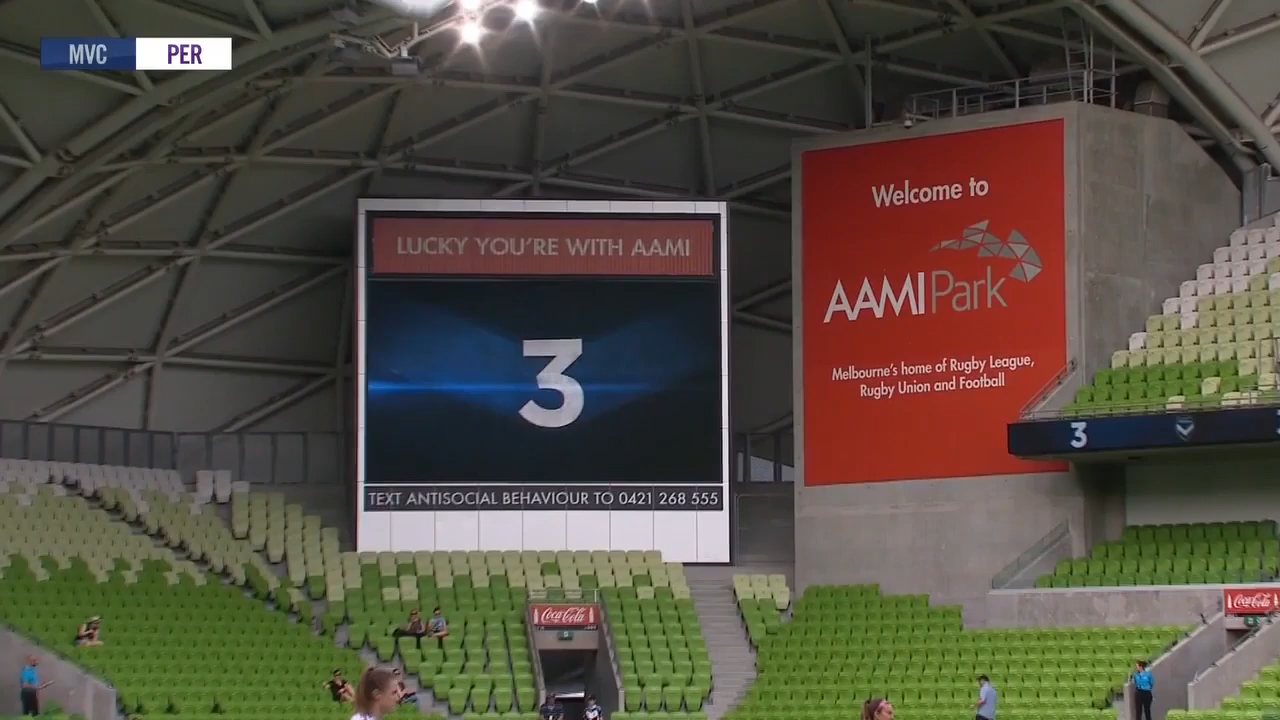 MVC PER
LUCKY YOU'RE WITH AAMI
3
TEXT ANTISOCIAL BEHAVIOUR TO 0421 268 555
Welcome to
AAMI Park
Melbourne's home of Rugby League,
Rugby Union and Football
3
Coca-Cola
Coca-Cola